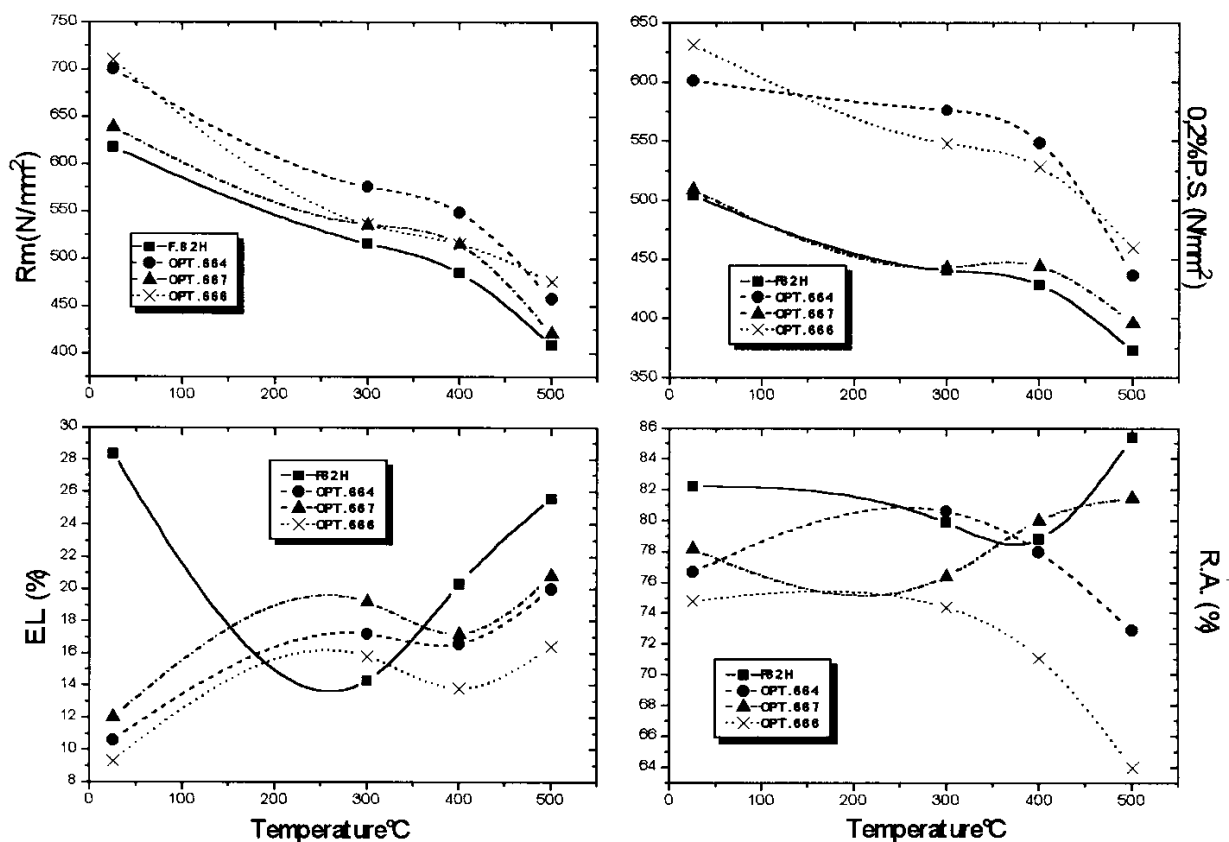 750
700
650
600
550
500
450
400
Rm(N/mm²)
F.82H
OPT.664
OPT.667
OPT.666
0 100 200 300 400 500
650
600
550
500
450
400
350
0,2%P.S. (N/mm²)
F82H
OPT.664
OPT.667
OPT.666
0 100 200 300 400 500
30
28
26
24
22
20
18
16
14
12
10
8
EL (%)
F82H
OPT.664
OPT.667
OPT.666
0 100 200 300 400 500
Temperature°C
86
84
82
80
78
76
74
72
70
68
66
64
R.A. (%)
F82H
OPT.664
OPT.667
OPT.666
0 100 200 300 400 500
Temperature°C